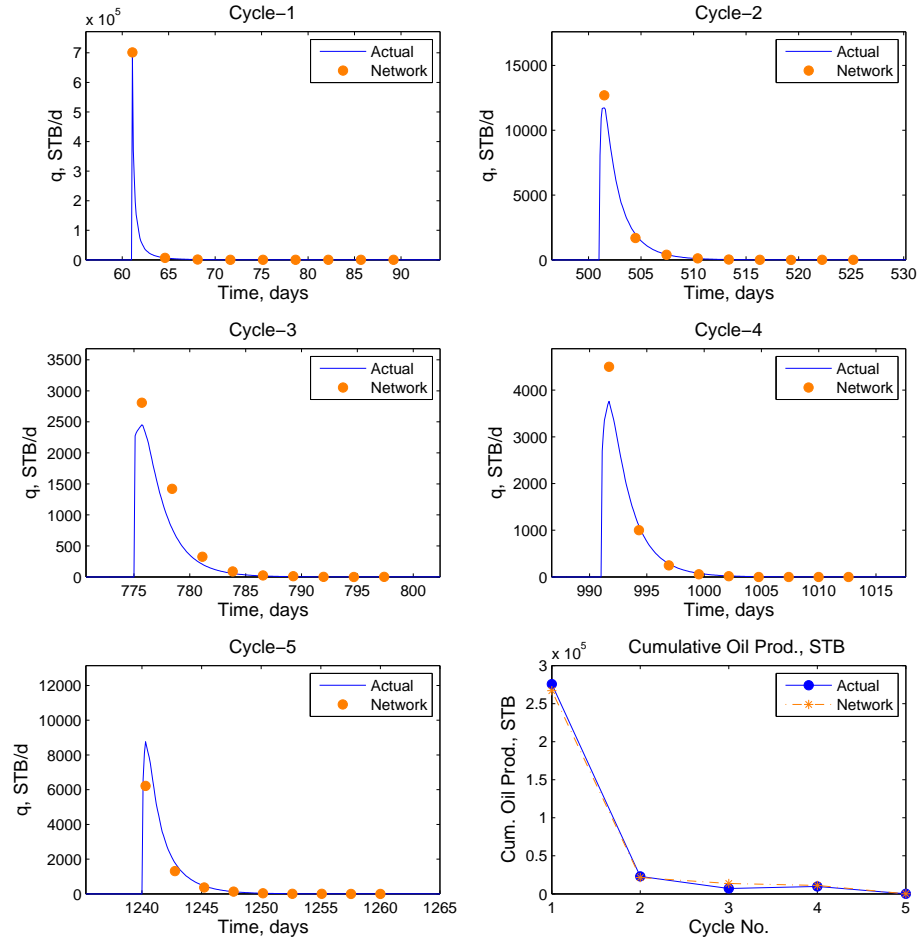 Cycle−1
x 10^5
7
6
5
4
3
2
1
0
q, STB/d
60 65 70 75 80 85 90
Time, days
Actual
Network
Cycle−2
15000
10000
5000
0
q, STB/d
500 505 510 515 520 525 530
Time, days
Actual
Network
Cycle−3
3500
3000
2500
2000
1500
1000
500
0
q, STB/d
775 780 785 790 795 800
Time, days
Actual
Network
Cycle−4
4000
3000
2000
1000
0
q, STB/d
990 995 1000 1005 1010 1015
Time, days
Actual
Network
Cycle−5
12000
10000
8000
6000
4000
2000
0
q, STB/d
1240 1245 1250 1255 1260 1265
Time, days
Actual
Network
Cumulative Oil Prod., STB
x 10^5
3
2.5
2
1.5
1
0.5
0
Cum. Oil Prod., STB
1 2 3 4 5
Cycle No.
Actual
Network